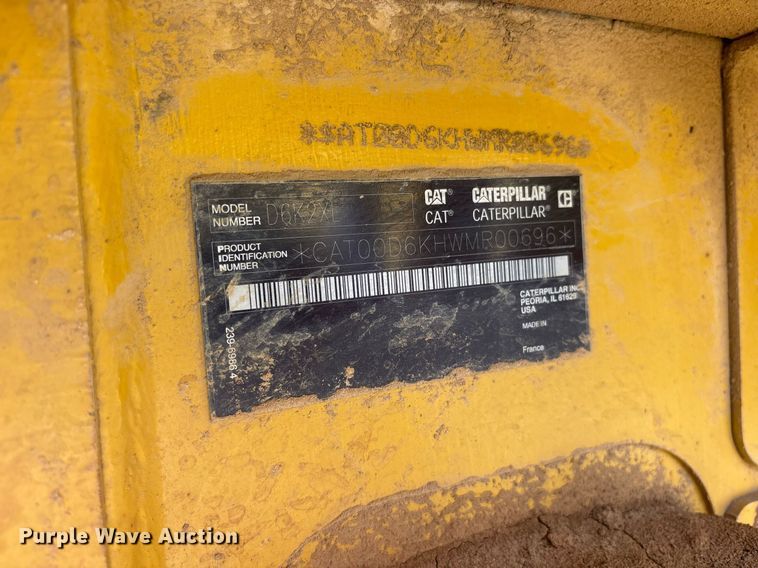 **AT00D6KHWMR00696*
MODEL NUMBER D6K2XL
CAT® CATERPILLAR®
CAT® CATERPILLAR®
PRODUCT IDENTIFICATION NUMBER *CAT00D6KHWMR00696*
CATERPILLAR INC.
PEORIA, IL 61629
USA
MADE IN
France
239-6986 4
Purple Wave Auction